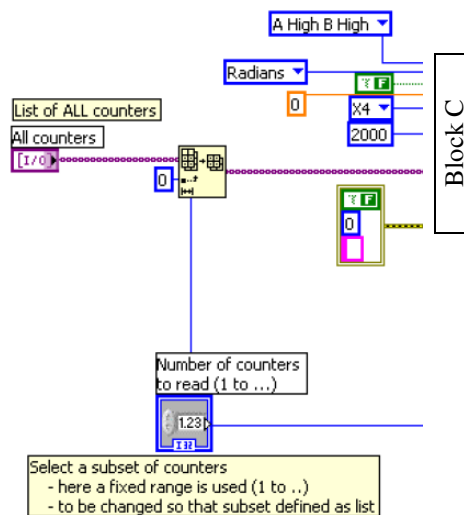 A High B High
Radians
F
0
X4
2000
List of ALL counters
All counters
[I/O]
0
F
0
Block C
Number of counters
to read (1 to ...)
1.23
I32
Select a subset of counters
- here a fixed range is used (1 to ..)
- to be changed so that subset defined as list